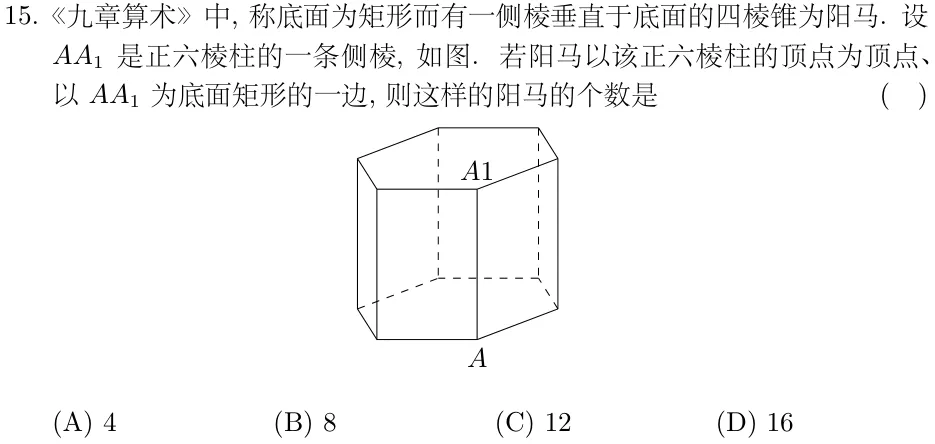 15.《九章算术》中, 称底面为矩形而有一侧棱垂直于底面的四棱锥为阳马. 设
AA₁ 是正六棱柱的一条侧棱, 如图. 若阳马以该正六棱柱的顶点为顶点、
以 AA₁ 为底面矩形的一边, 则这样的阳马的个数是 ( )
A1
A
(A) 4 (B) 8 (C) 12 (D) 16